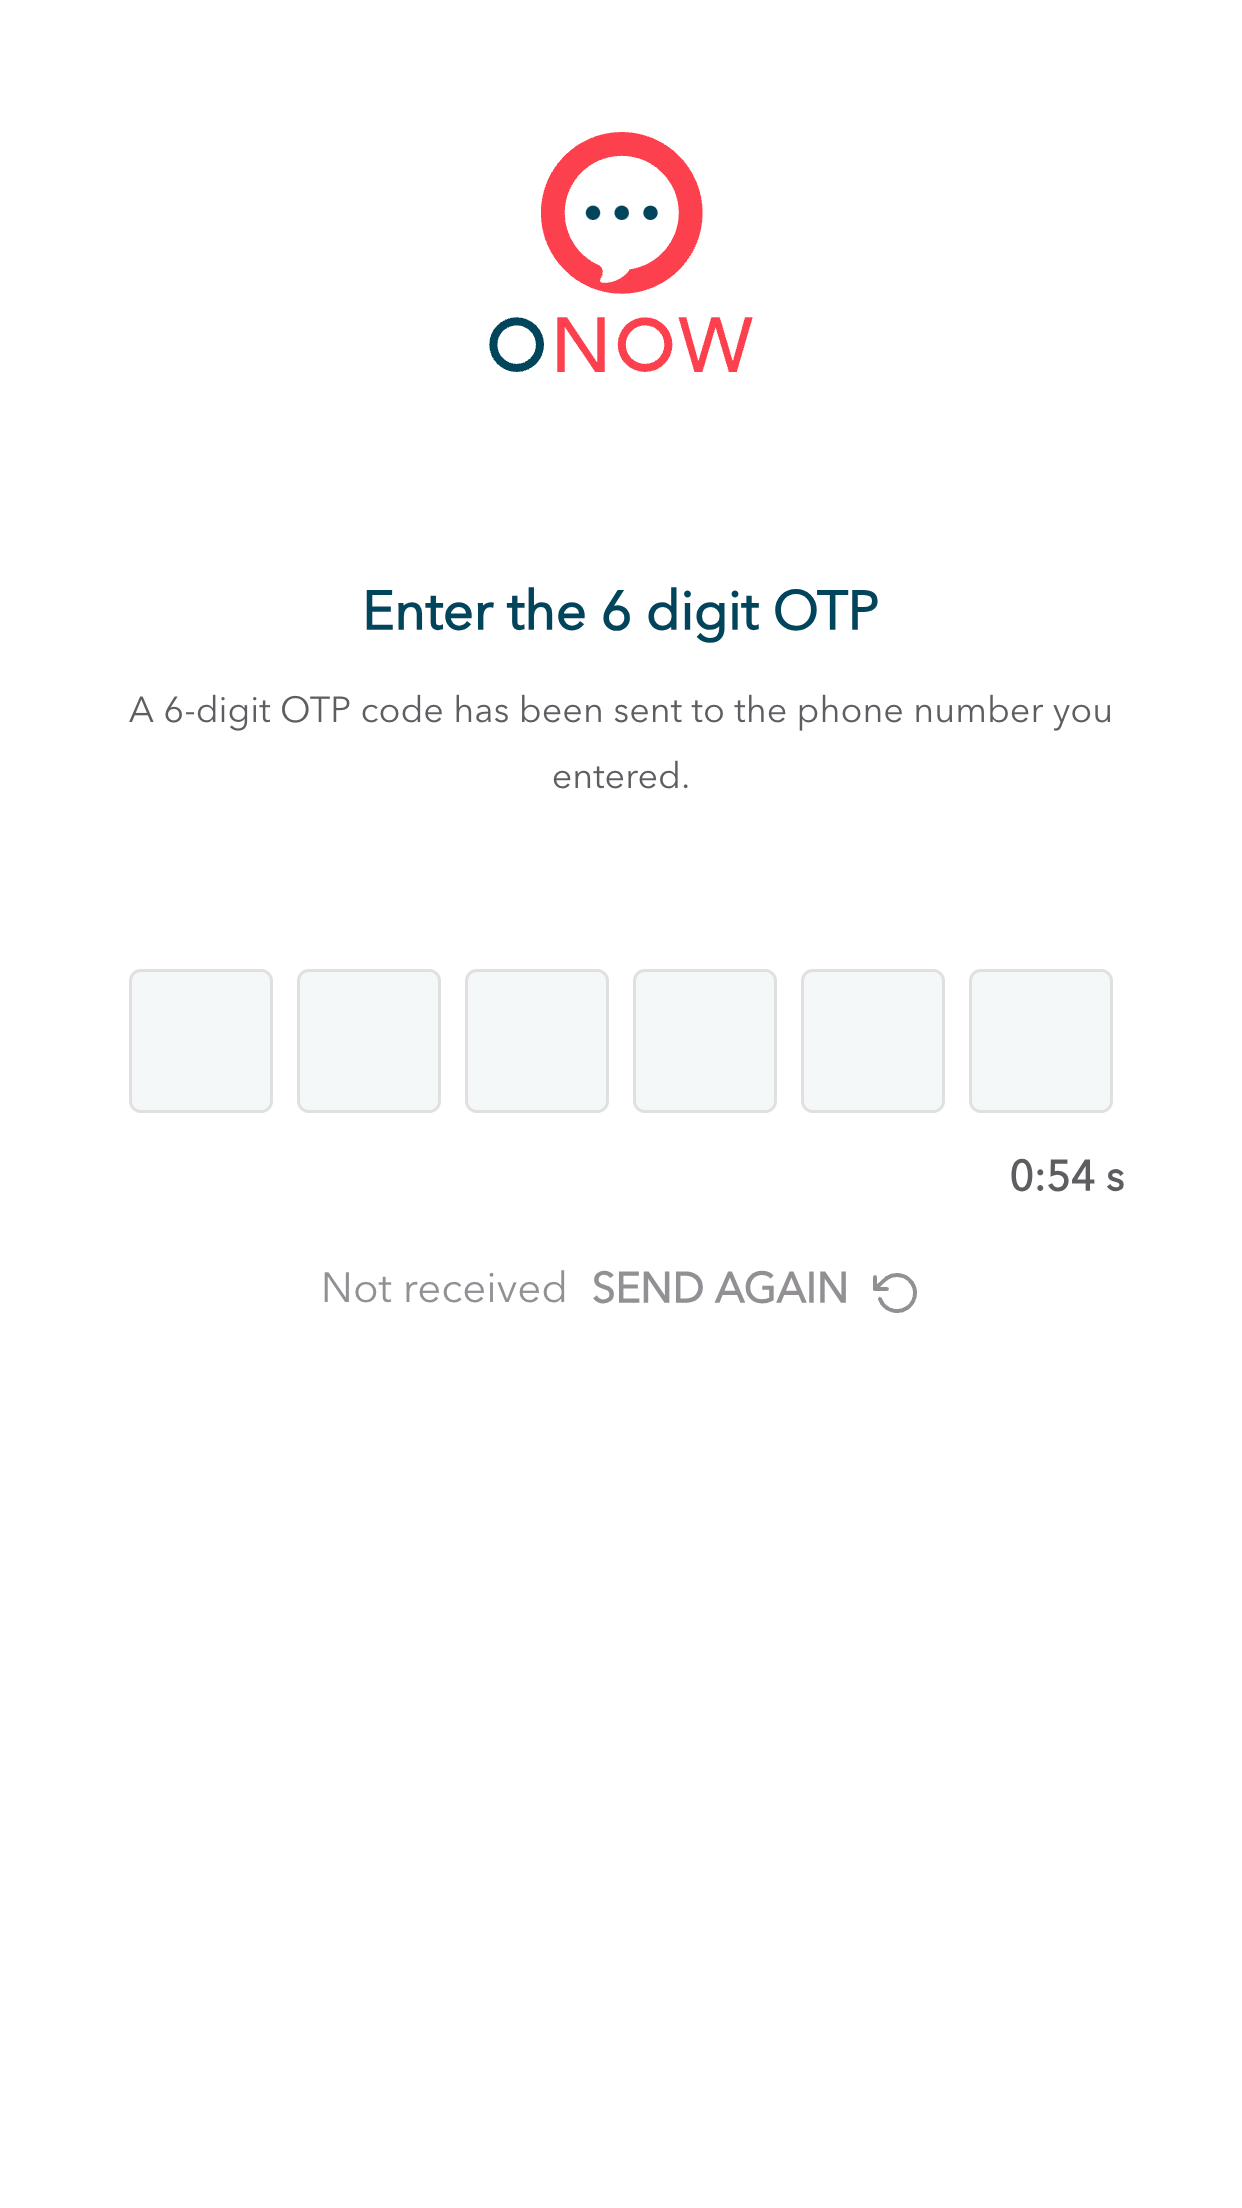 ONOW
Enter the 6 digit OTP
A 6-digit OTP code has been sent to the phone number you
entered.
0:54 s
Not received SEND AGAIN